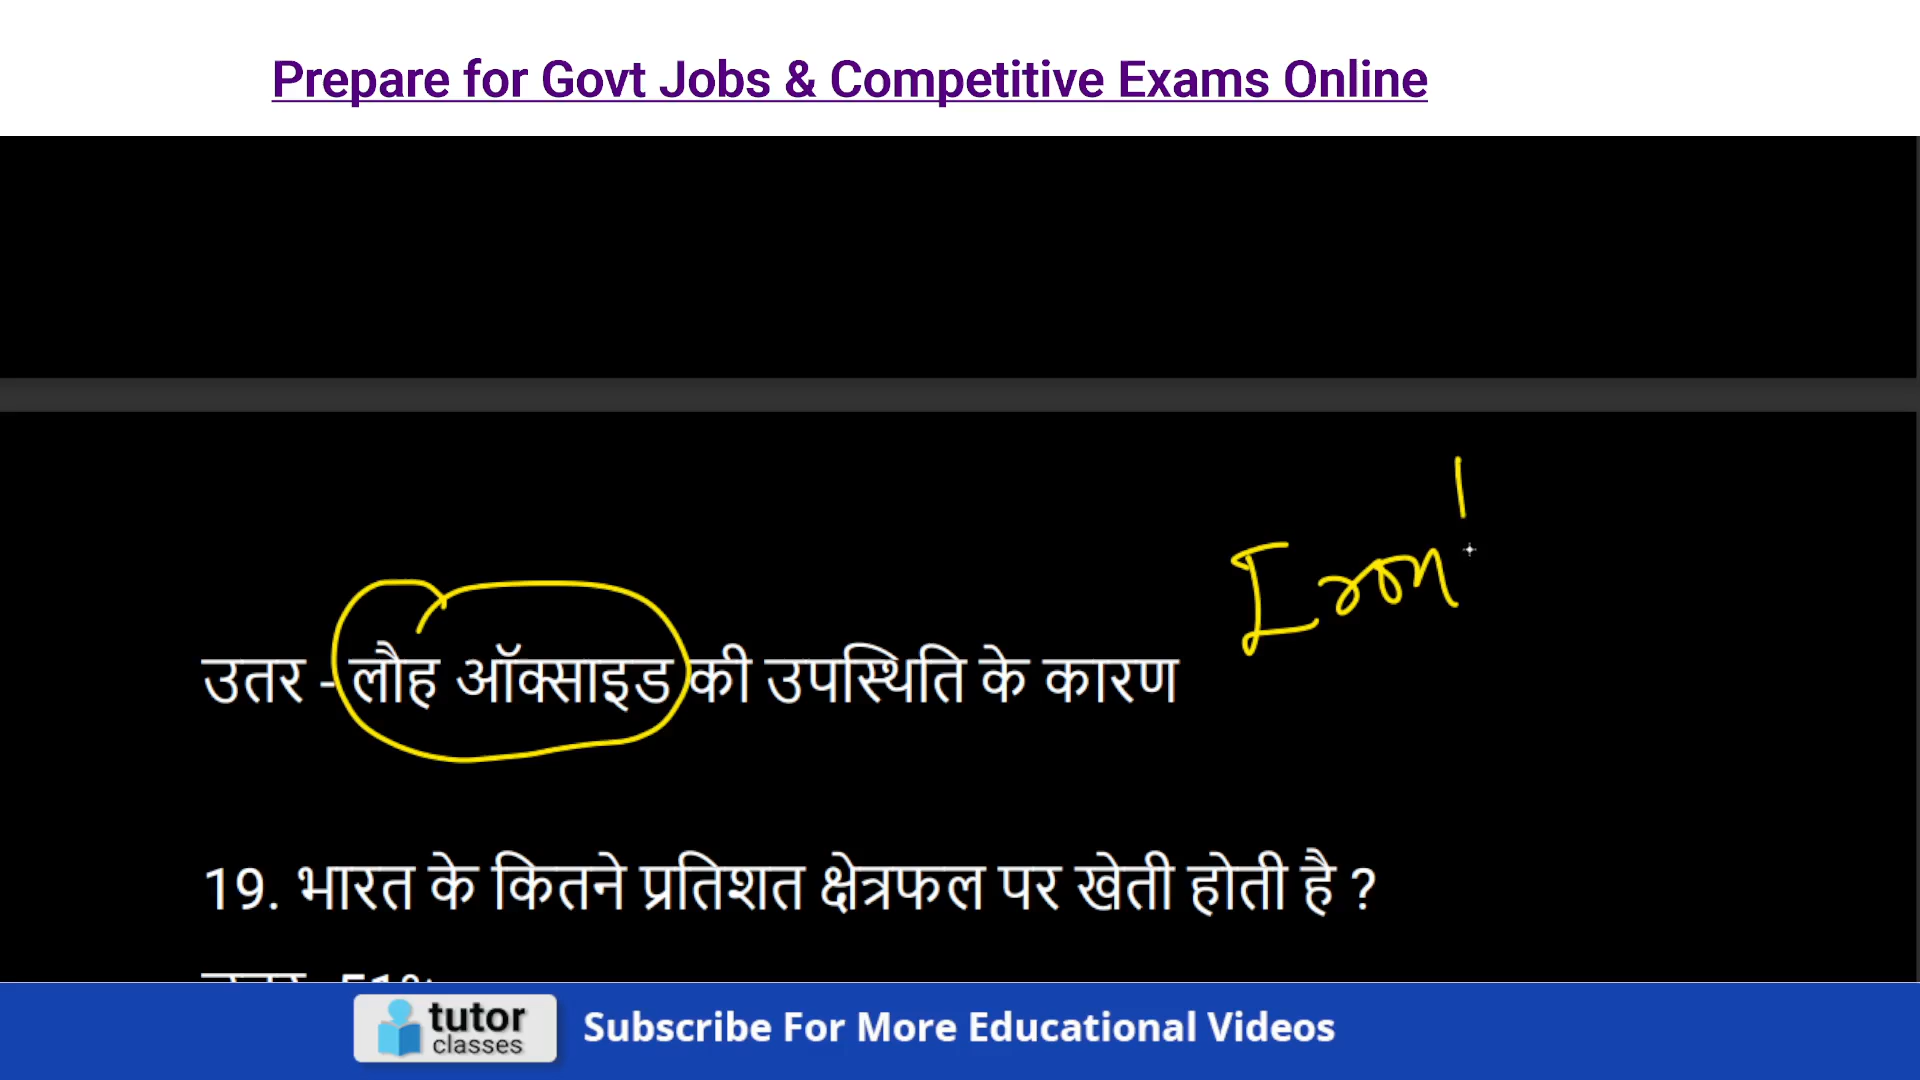 Prepare for Govt Jobs & Competitive Exams Online
Iron
उतर - लौह ऑक्साइड की उपस्थिति के कारण
19. भारत के कितने प्रतिशत क्षेत्रफल पर खेती होती है ?
tutor
classes
Subscribe For More Educational Videos